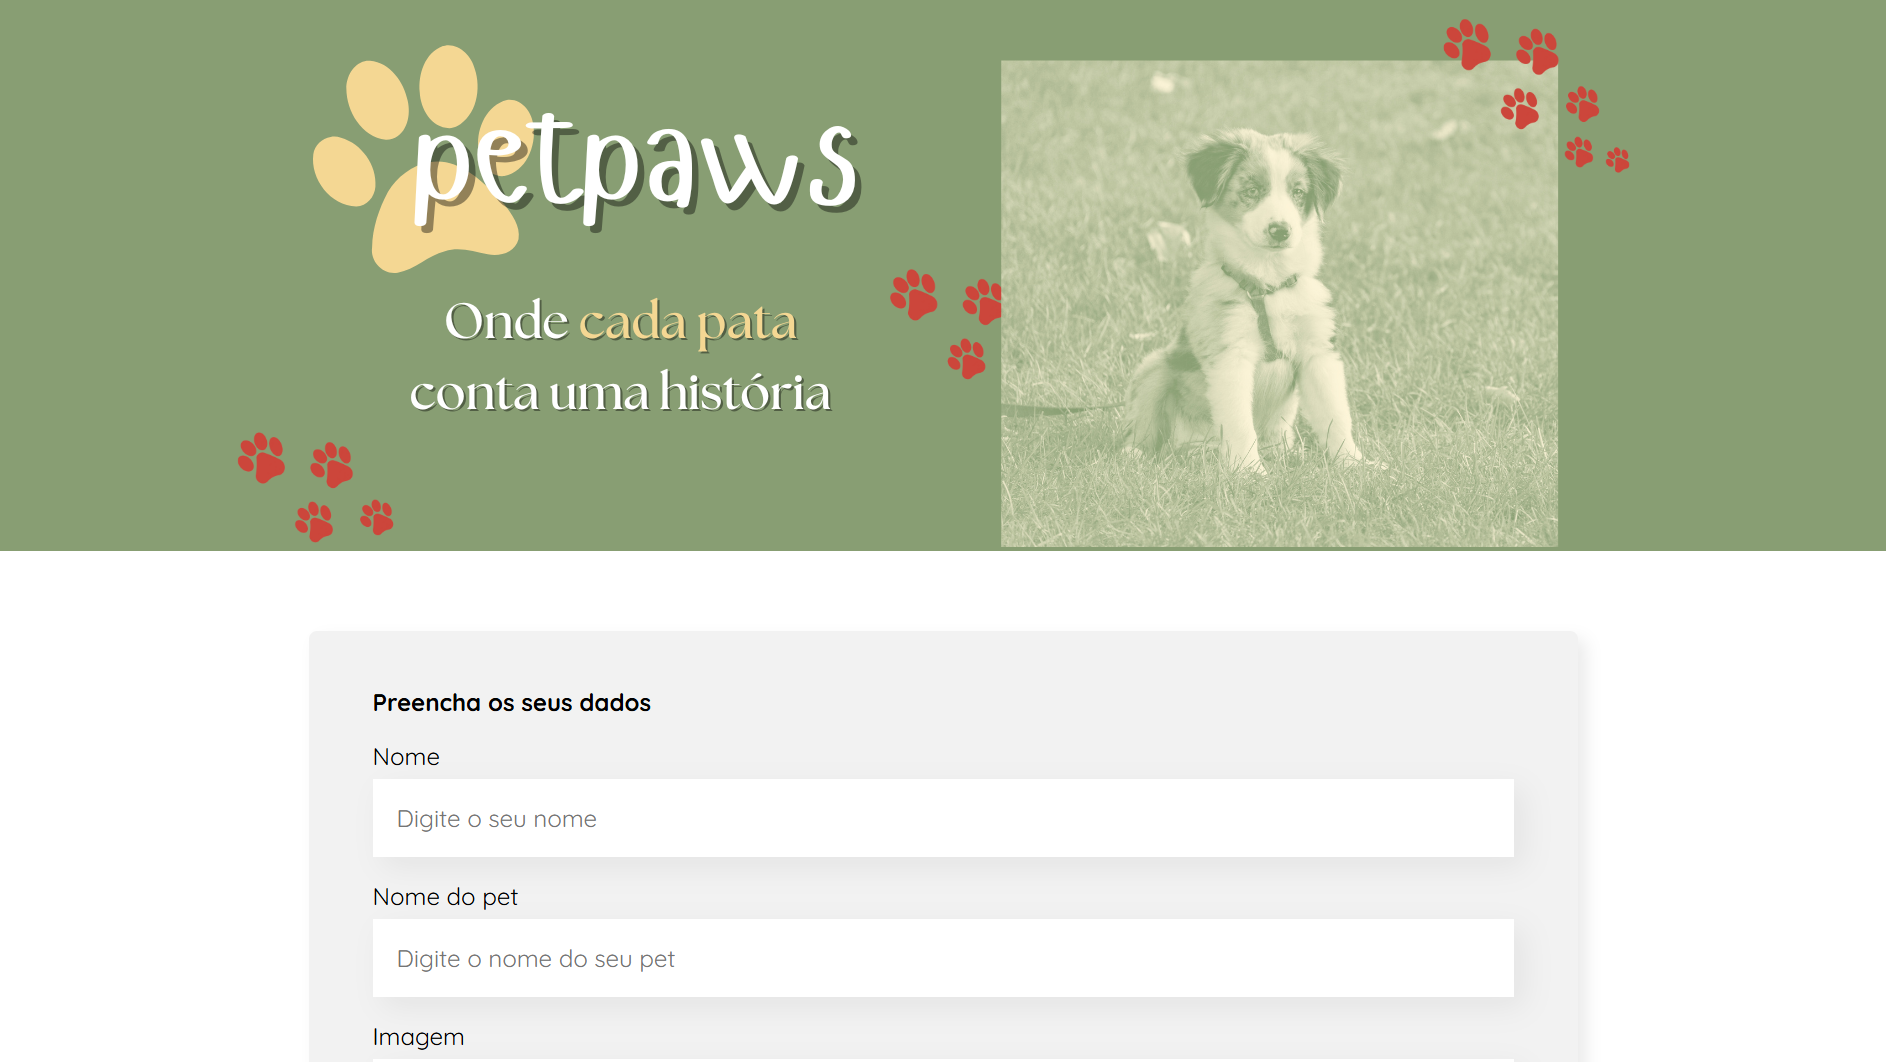 petpaws
Onde cada pata
conta uma história
Preencha os seus dados
Nome
Digite o seu nome
Nome do pet
Digite o nome do seu pet
Imagem